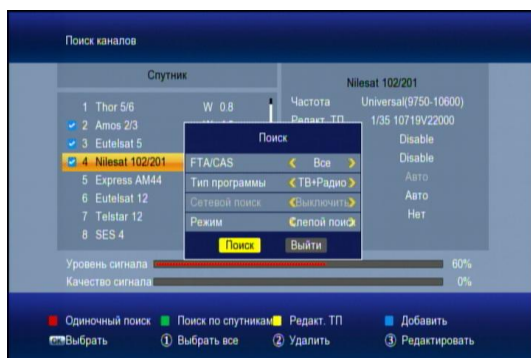 Поиск каналов
Спутник
Nilesat 102/201
1 Thor 5/6 W 0.8
2 Amos 2/3
3 Eutelsat 5
4 Nilesat 102/201
5 Express AM44
6 Eutelsat 12
7 Telstar 12
8 SES 4
Частота Universal(9750-10600)
Редакт. ТП 1/35 10719V22000
Disable
Disable
Авто
Авто
Нет
Поиск
FTA/CAS Все
Тип программы ТВ+Радио
Сетевой поиск Выключить
Режим Слепой поиск
Поиск Выйти
Уровень сигнала 60%
Качество сигнала 0%
Одиночный поиск Поиск по спутникам Редакт. ТП Добавить
OK Выбрать 1 Выбрать все 2 Удалить 3 Редактировать